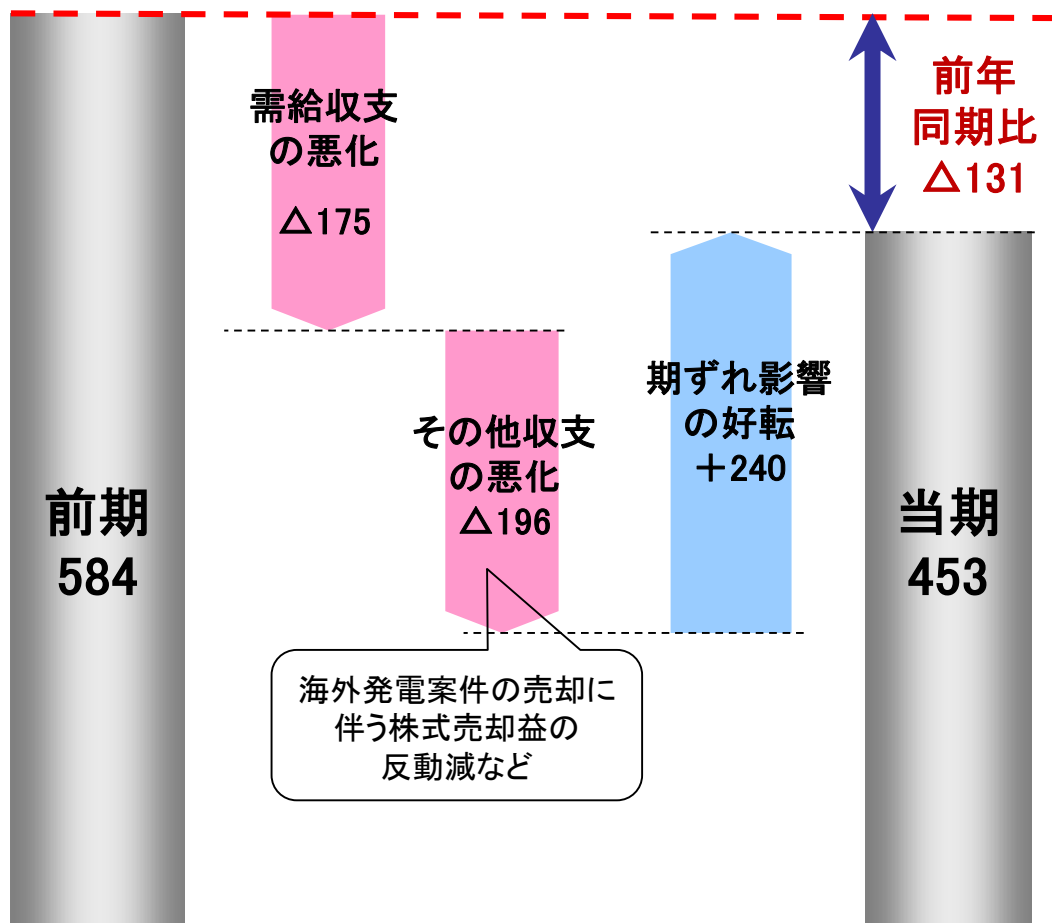 前期
584
需給収支
の悪化
△175
その他収支
の悪化
△196
海外発電案件の売却に
伴う株式売却益の
反動減など
期ずれ影響
の好転
＋240
前年
同期比
△131
当期
453